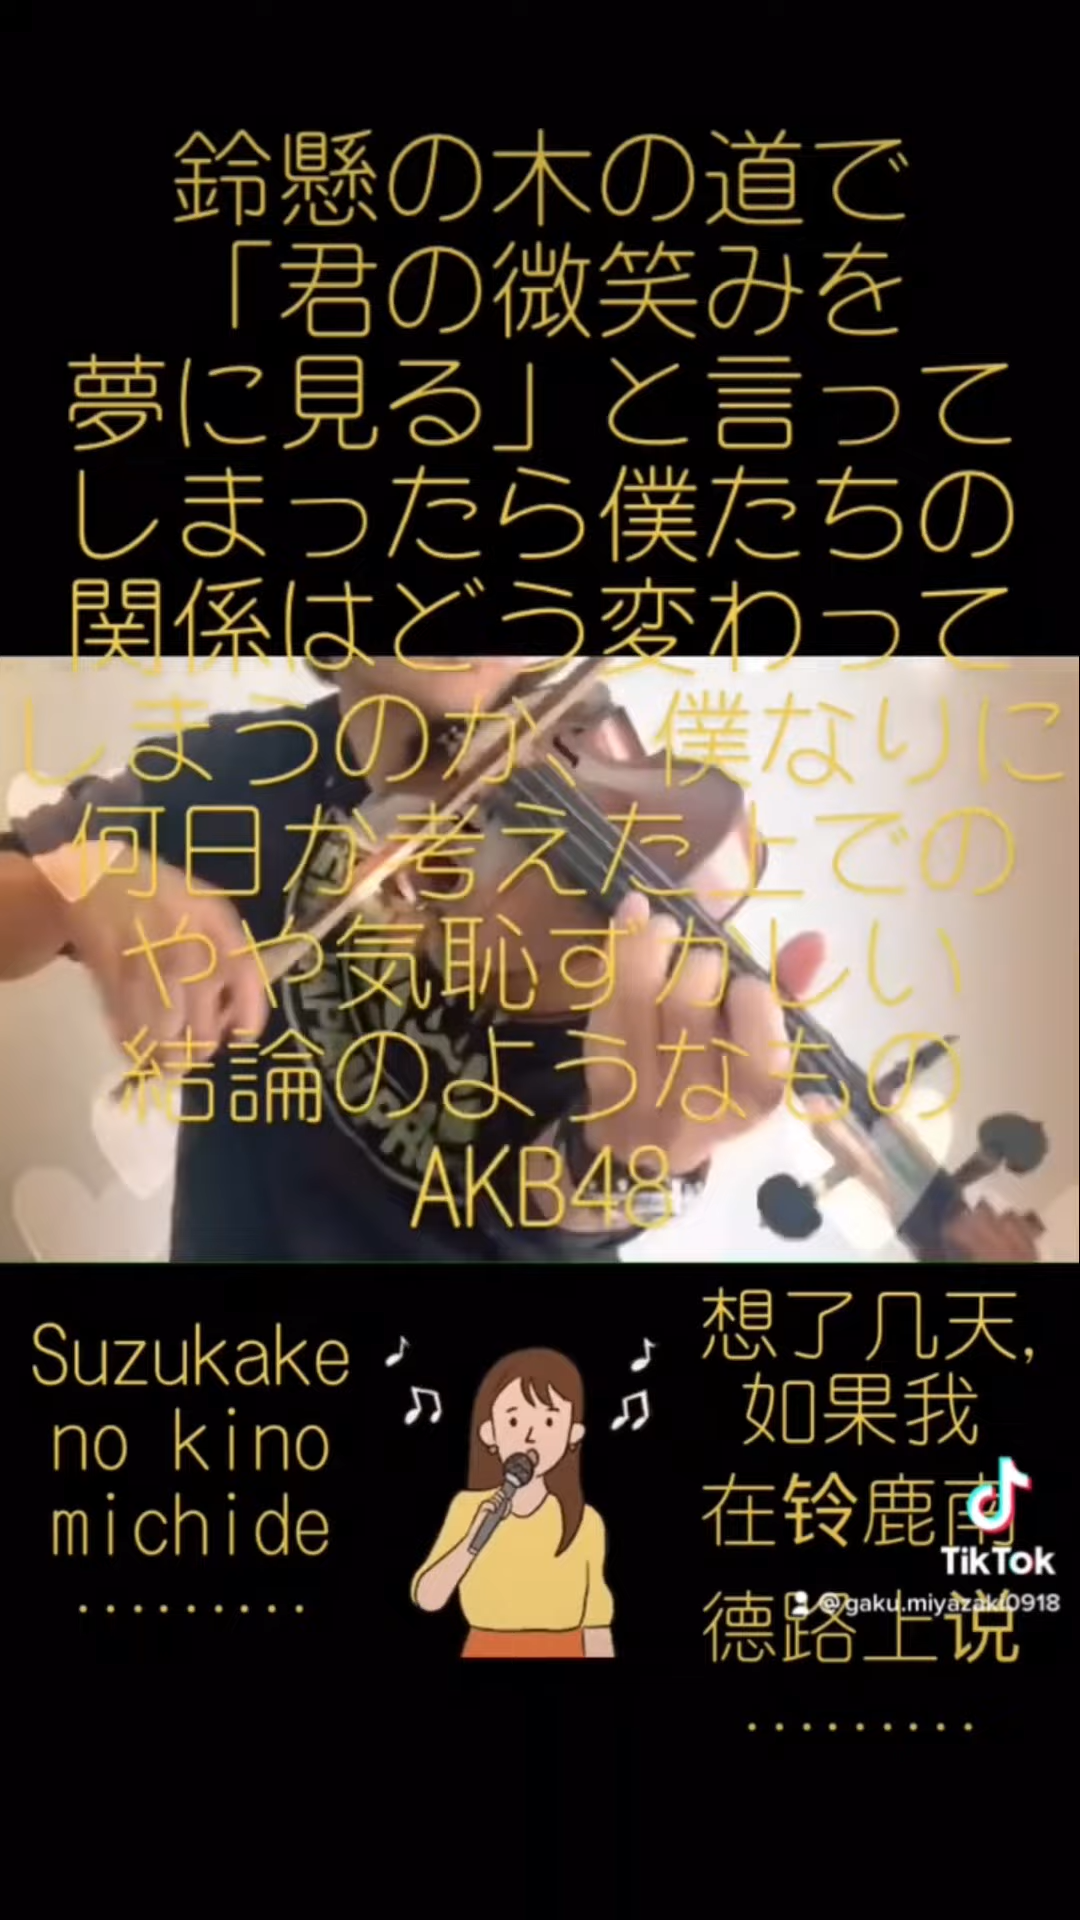 鈴懸の木の道で
「君の微笑みを
夢に見る」と言って
しまったら僕たちの
関係はどう変わって
しまうのか、僕なりに
何日か考えた上での
やや気恥ずかしい
結論のようなもの
AKB48
Suzukake
no kino
michide
·········
想了几天,
如果我
在铃鹿南
德路上说
·········
TikTok
@gaku.miyazaki0918